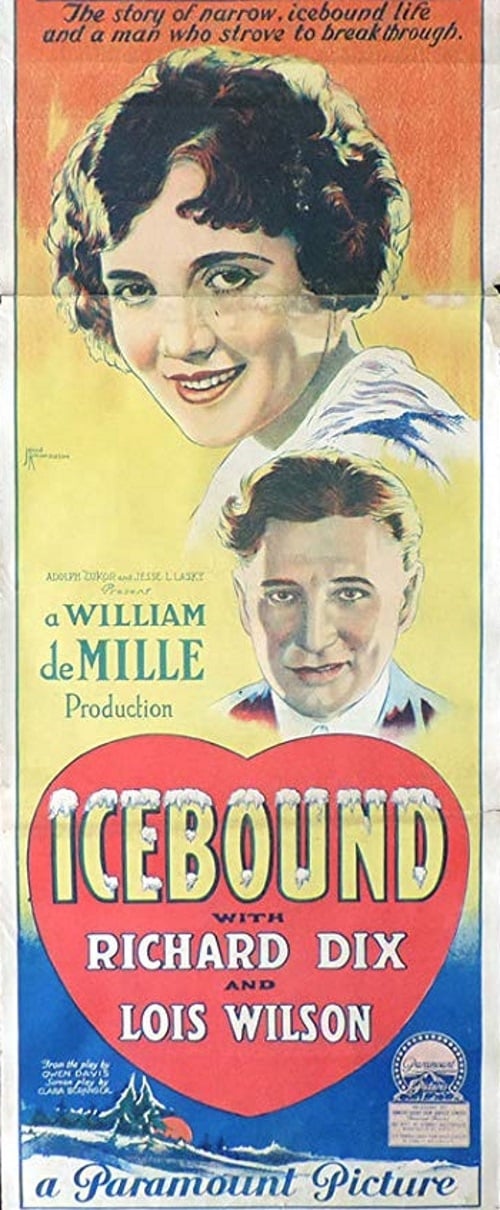 The story of narrow, icebound life
and a man who strove to break through.
ADOLPH ZUKOR and JESSE L. LASKY
Present
a WILLIAM
de MILLE
Production
ICEBOUND
WITH
RICHARD DIX
AND
LOIS WILSON
From the play by
OWEN DAVIS
Screen play by
CLARA BERANGER.
Paramount
Pictures
a Paramount Picture